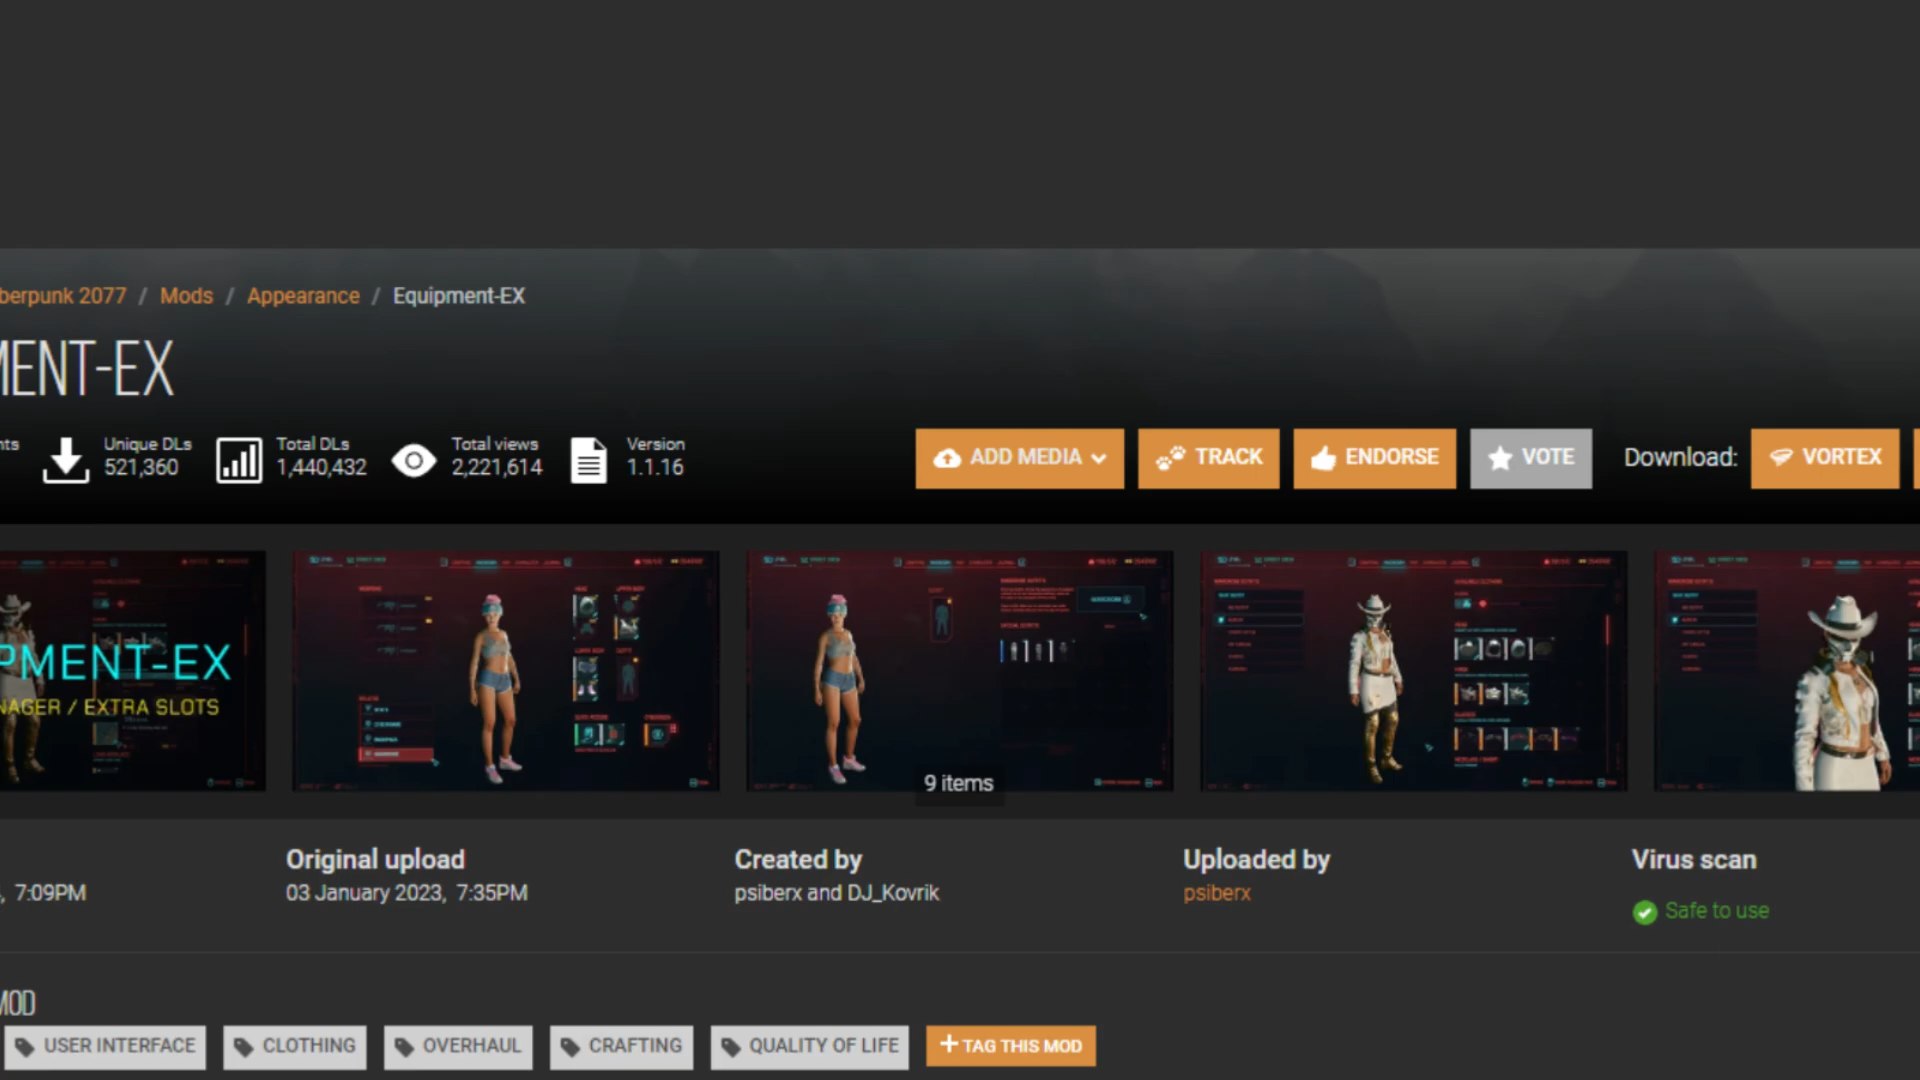 berpunk 2077 / Mods / Appearance / Equipment-EX
MENT-EX
nts
Unique DLs
521,360
Total DLs
1,440,432
Total views
2,221,614
Version
1.1.16
ADD MEDIA
TRACK
ENDORSE
VOTE
Download:
VORTEX
PMENT-EX
NAGER / EXTRA SLOTS
9 items
, 7:09PM
Original upload
03 January 2023, 7:35PM
Created by
psiberx and DJ_Kovrik
Uploaded by
psiberx
Virus scan
Safe to use
MOD
USER INTERFACE
CLOTHING
OVERHAUL
CRAFTING
QUALITY OF LIFE
+ TAG THIS MOD